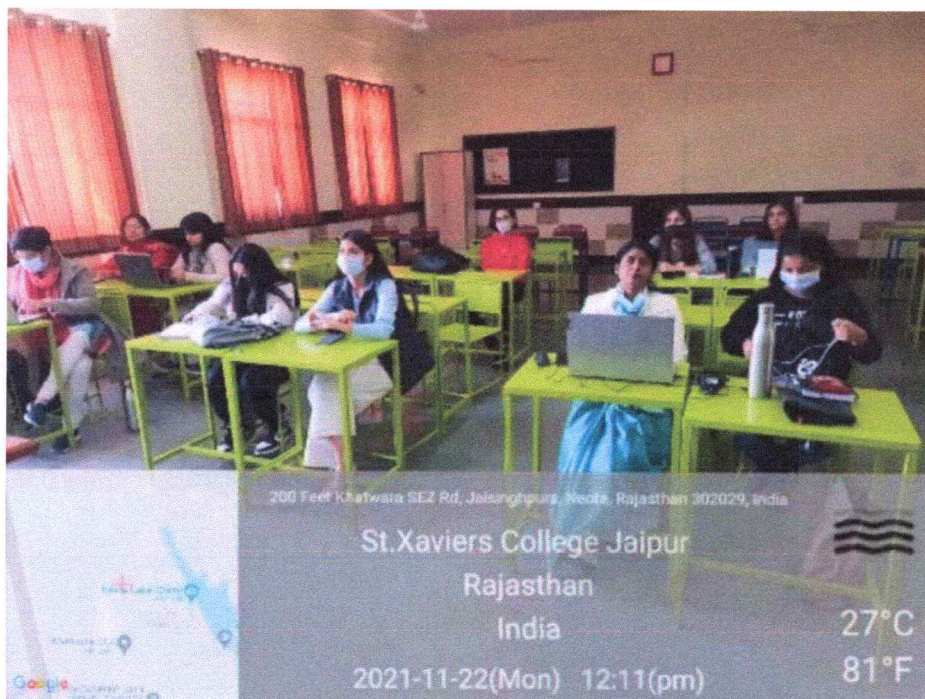 200 Feet Khatwara SEZ Rd, Jaisinghpura, Neota, Rajasthan 302029, India
St.Xaviers College Jaipur
Rajasthan
India
27°C
2021-11-22(Mon) 12:11(pm)
81°F
Google